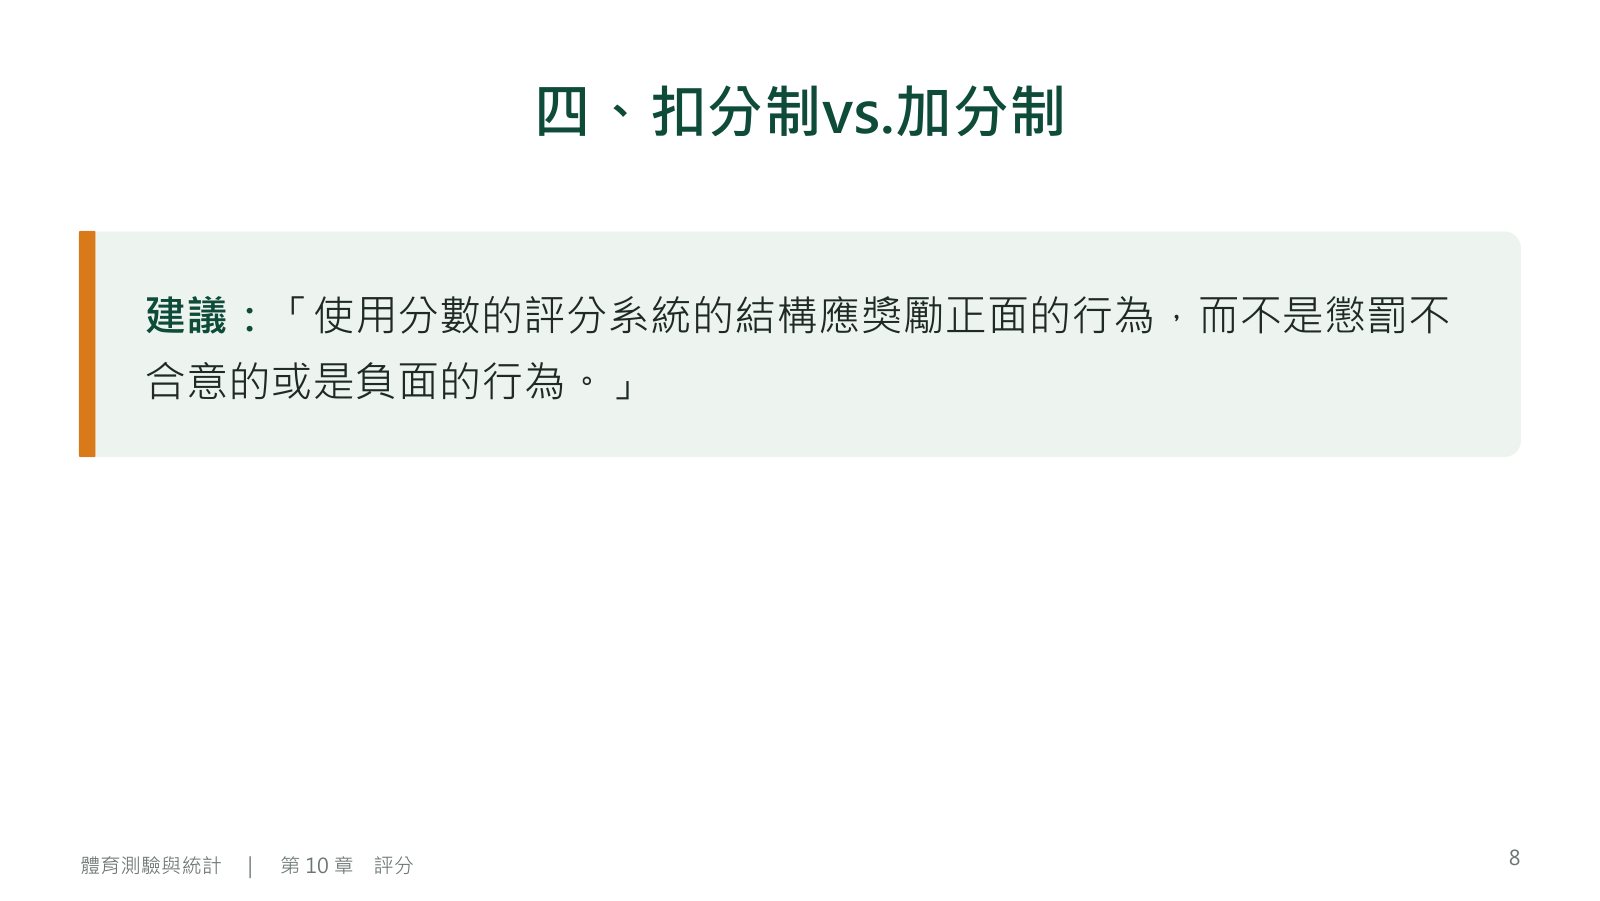 四、扣分制vs.加分制
建議：「使用分數的評分系統的結構應獎勵正面的行為，而不是懲罰不
合意的或是負面的行為。」
體育測驗與統計 | 第 10 章 評分
8